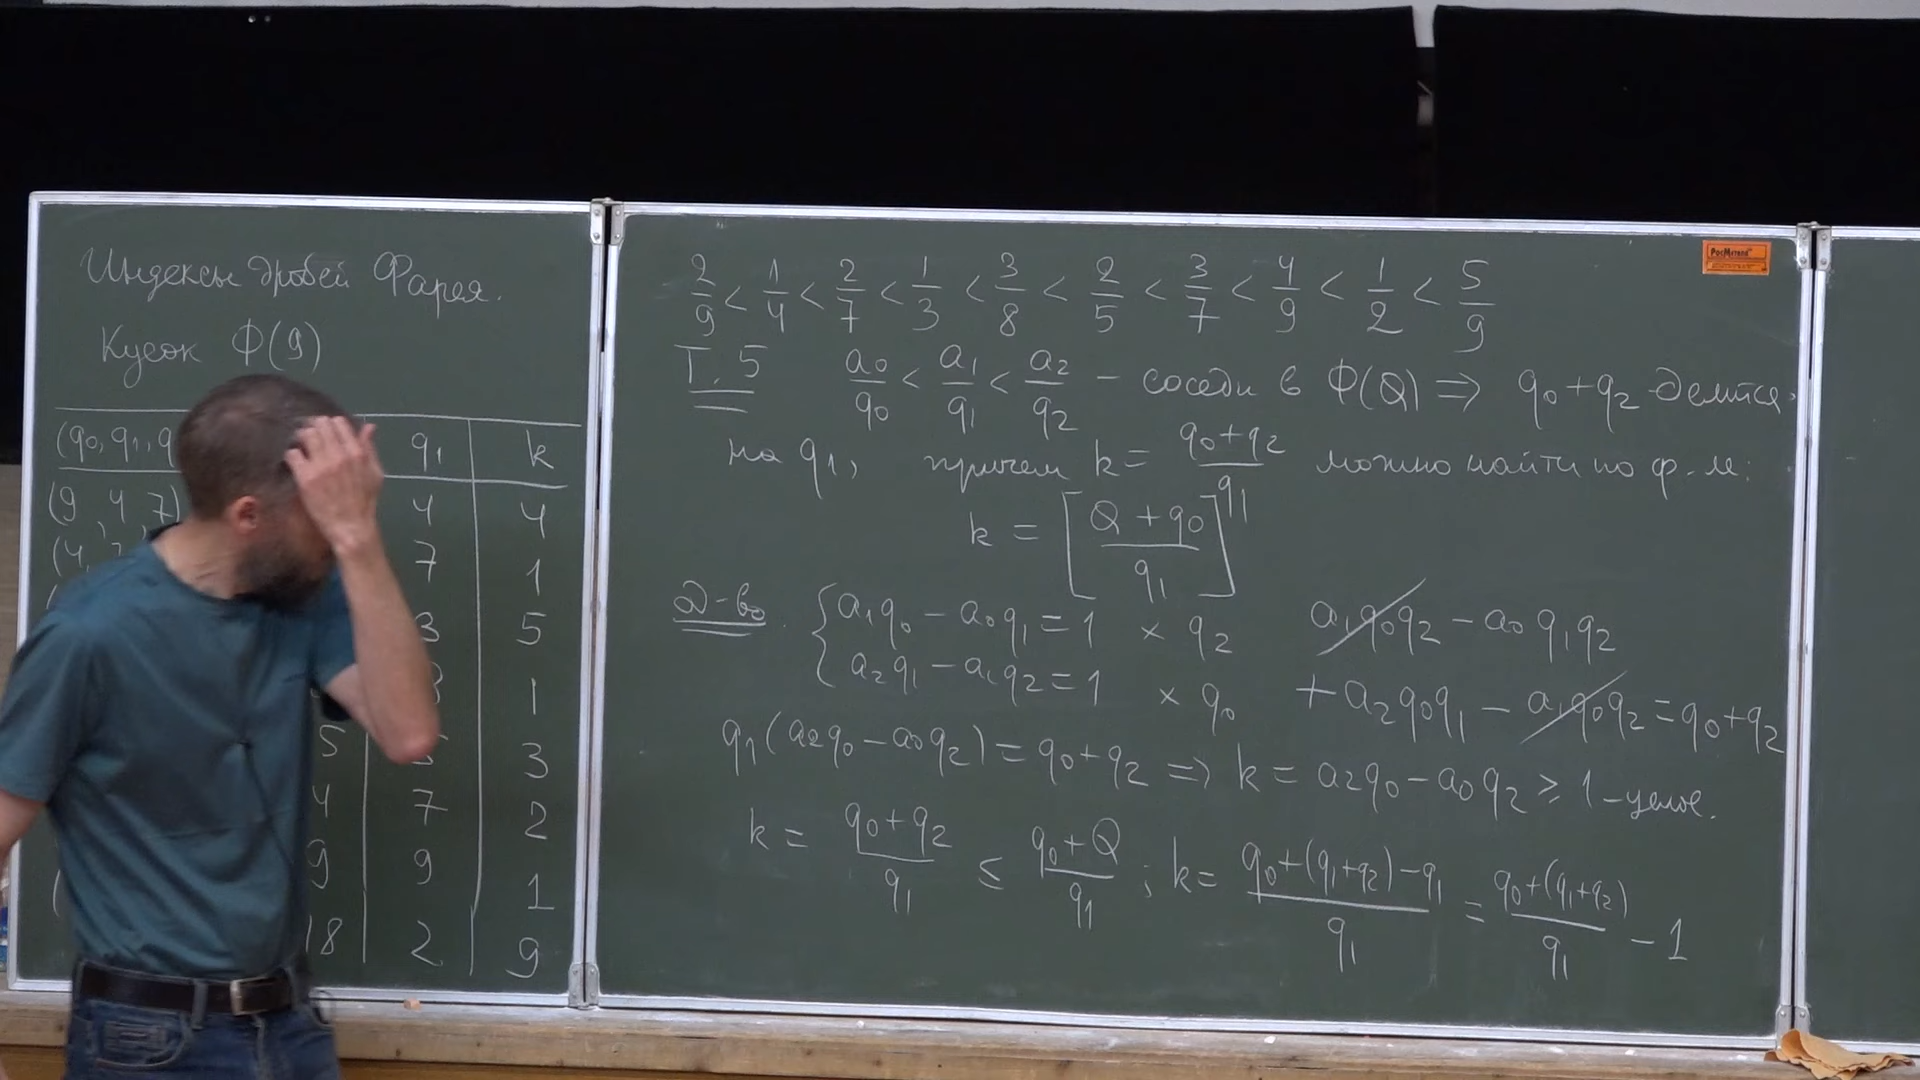 Индексы дробей Фарея.
Кусок Ф(9)
(q₀, q₁, q q₁ k
(9, 4, 7) 4 4
(4, 7 1
3 5
1
5 3
4 7 2
9 9 1
18 2 9
2/9 < 1/4 < 2/7 < 1/3 < 3/8 < 2/5 < 3/7 < 4/9 < 1/2 < 5/9
Т. 5 a₀/q₀ < a₁/q₁ < a₂/q₂ – соседи в Ф(Q) ⇒ q₀+q₂ делится
на q₁, причем k = (q₀+q₂)/q₁ можно найти по ф-ле:
k = [(Q + q₀)/q₁]
Д-во. { a₁q₀ – a₀q₁ = 1 × q₂ a₁q₀q₂ – a₀q₁q₂
a₂q₁ – a₁q₂ = 1 × q₀ + a₂q₀q₁ – a₁q₀q₂ = q₀+q₂
q₁(a₂q₀ – a₀q₂) = q₀+q₂ ⇒ k = a₂q₀ – a₀q₂ ≥ 1 – целое.
k = (q₀+q₂)/q₁ ≤ (q₀+Q)/q₁ ; k = (q₀+(q₁+q₂)–q₁)/q₁ = (q₀+(q₁+q₂))/q₁ – 1
РосМеталл